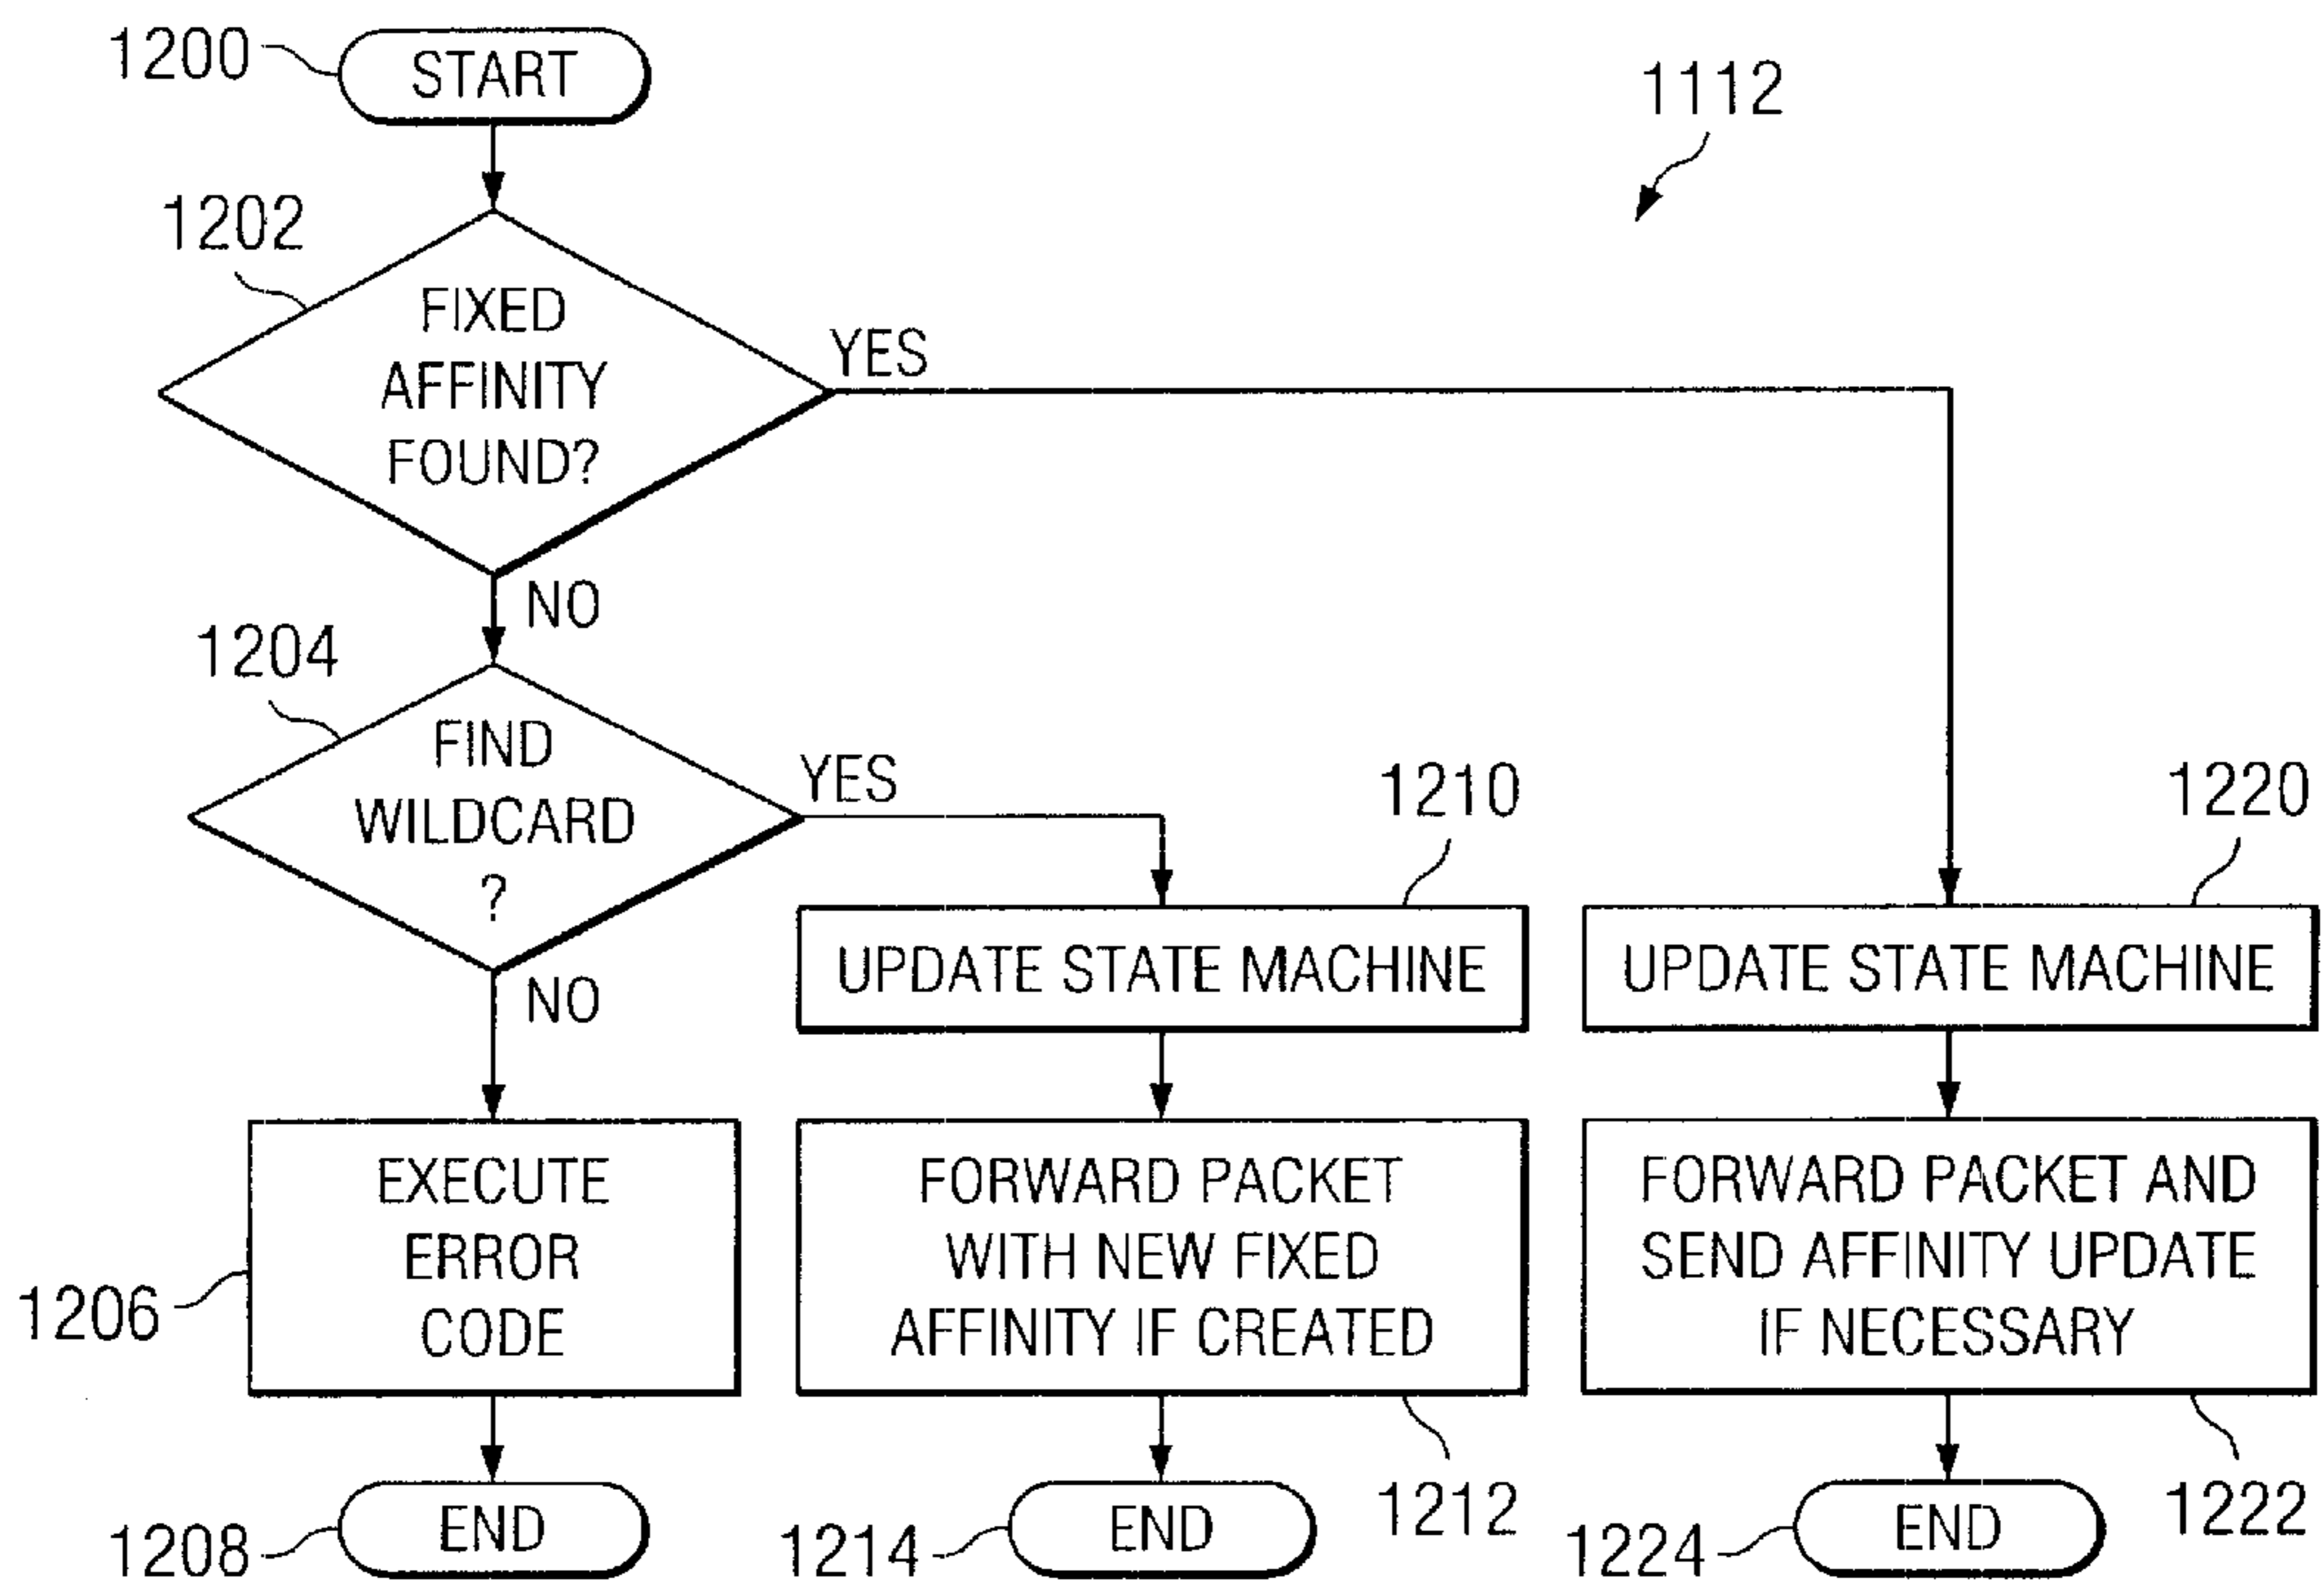 1200
START
1112
1202
FIXED
AFFINITY
FOUND?
YES
NO
1204
FIND
WILDCARD
?
YES
NO
1210
UPDATE STATE MACHINE
1220
UPDATE STATE MACHINE
1206
EXECUTE
ERROR
CODE
FORWARD PACKET
WITH NEW FIXED
AFFINITY IF CREATED
1212
FORWARD PACKET AND
SEND AFFINITY UPDATE
IF NECESSARY
1222
1208
END
1214
END
1224
END